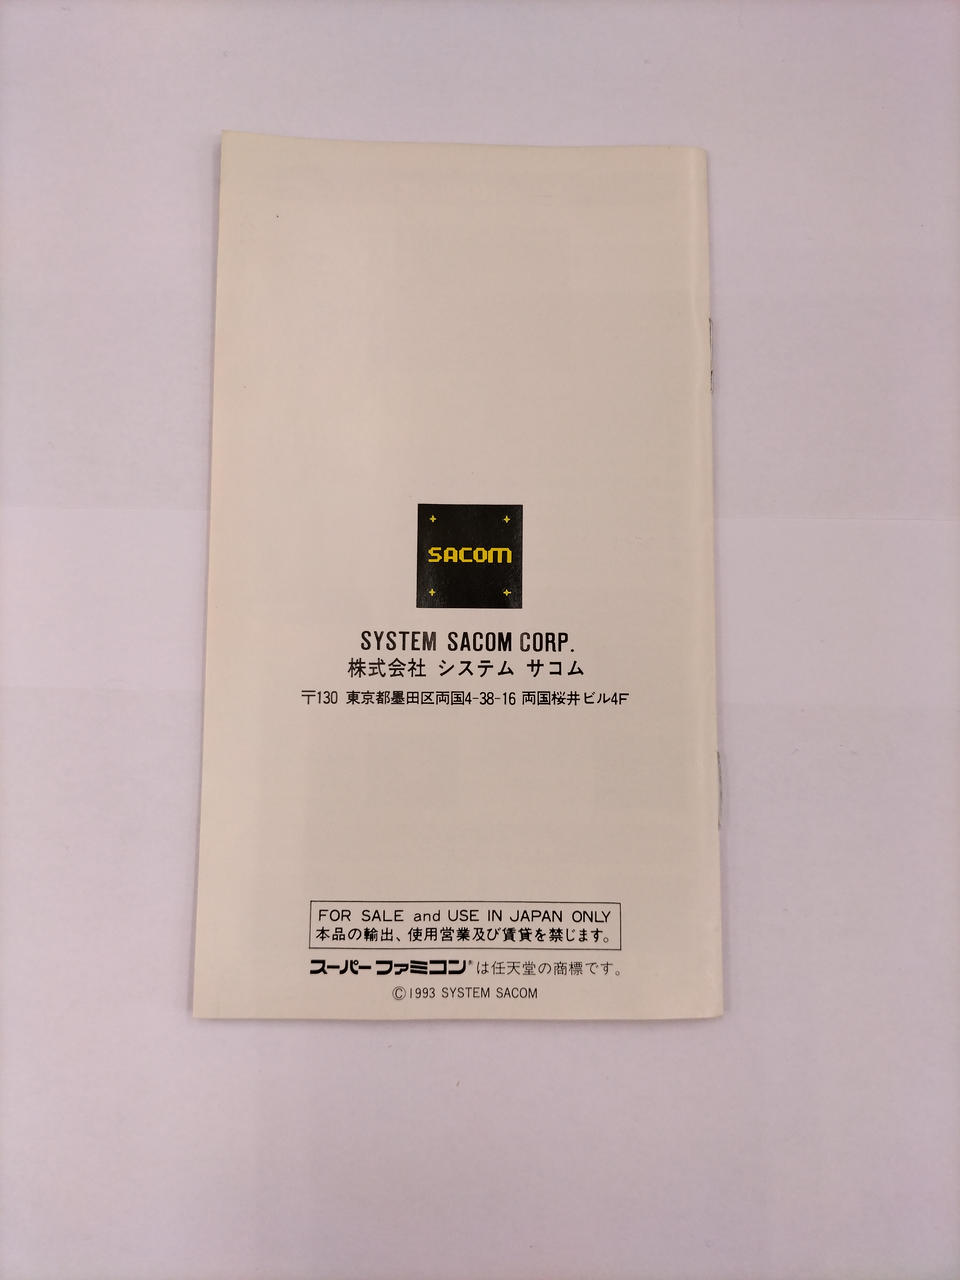 SACOM
SYSTEM SACOM CORP.
株式会社 システム サコム
〒130 東京都墨田区両国4-38-16 両国桜井ビル4F
FOR SALE and USE IN JAPAN ONLY
本品の輸出、使用営業及び賃貸を禁じます。
スーパーファミコン®は任天堂の商標です。
©1993 SYSTEM SACOM